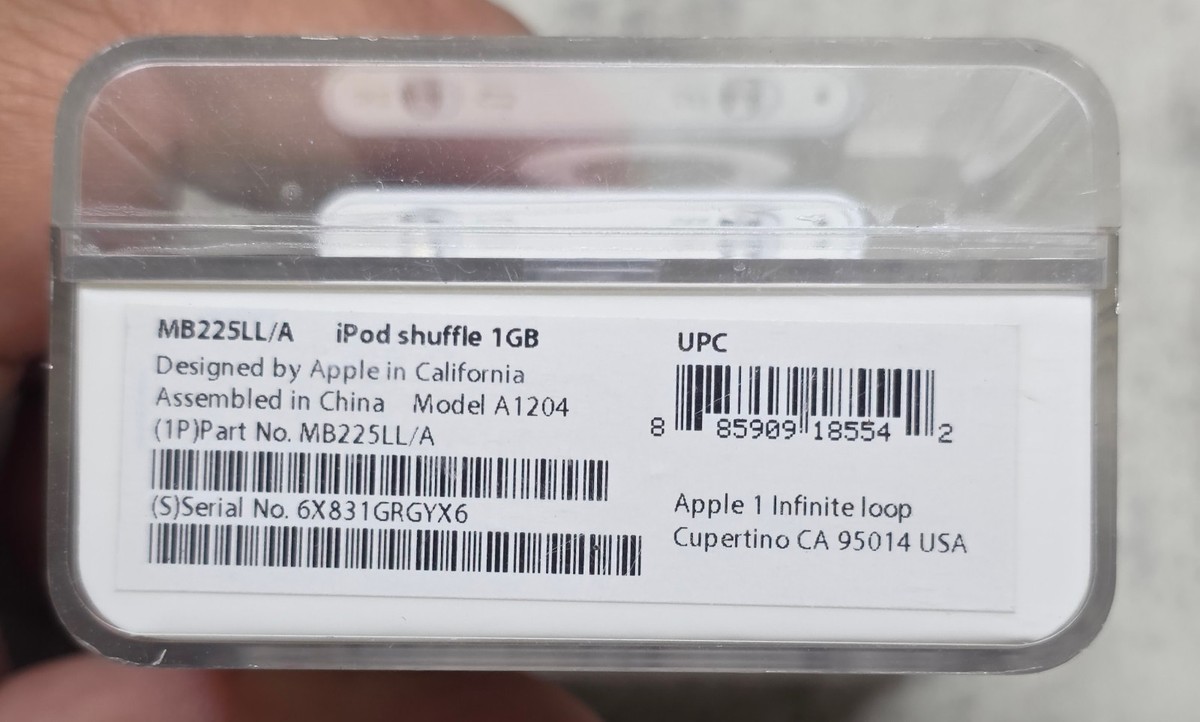 MB225LL/A iPod shuffle 1GB
Designed by Apple in California
Assembled in China Model A1204
(1P)Part No. MB225LL/A
(S)Serial No. 6X831GRGYX6
UPC
8 85909 18554 2
Apple 1 Infinite loop
Cupertino CA 95014 USA